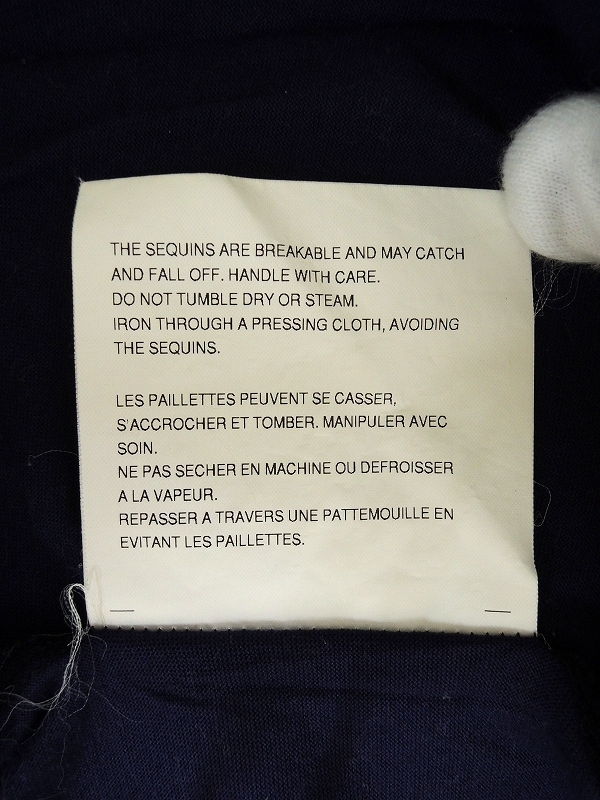 THE SEQUINS ARE BREAKABLE AND MAY CATCH
AND FALL OFF. HANDLE WITH CARE.
DO NOT TUMBLE DRY OR STEAM.
IRON THROUGH A PRESSING CLOTH, AVOIDING
THE SEQUINS.
LES PAILLETTES PEUVENT SE CASSER,
S'ACCROCHER ET TOMBER. MANIPULER AVEC
SOIN.
NE PAS SECHER EN MACHINE OU DEFROISSER
A LA VAPEUR.
REPASSER A TRAVERS UNE PATTEMOUILLE EN
EVITANT LES PAILLETTES.